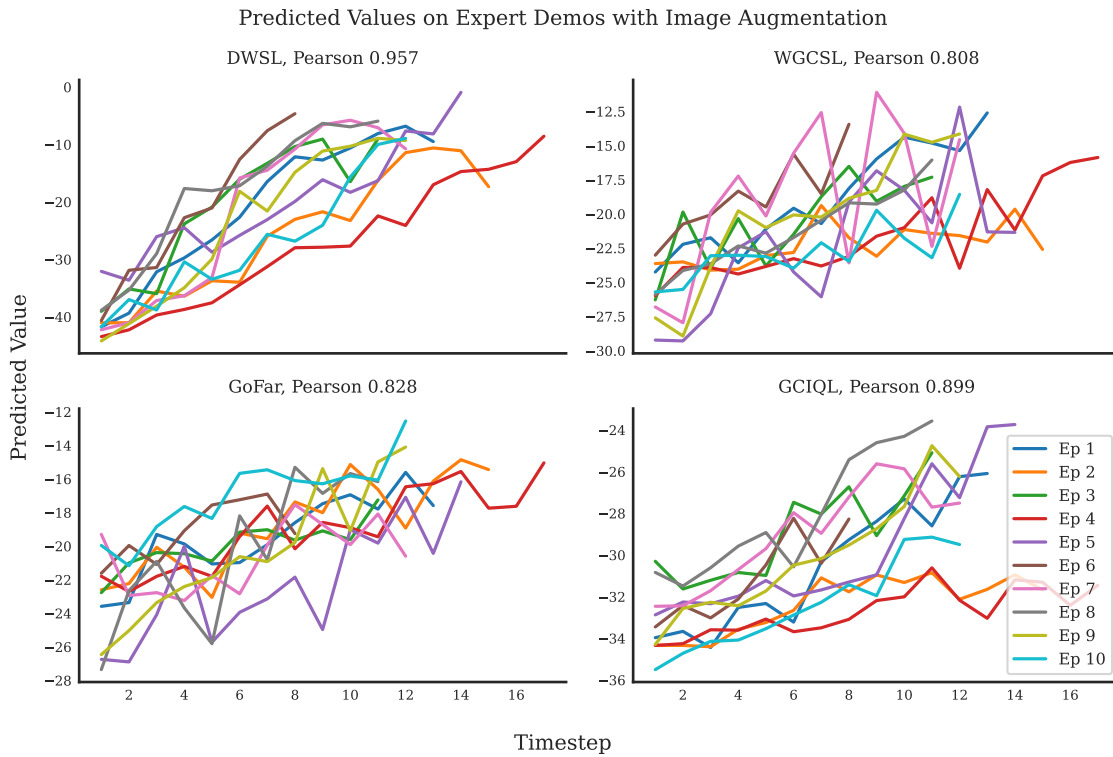 Predicted Values on Expert Demos with Image Augmentation
DWSL, Pearson 0.957
WGCSL, Pearson 0.808
0
−10
−20
−30
−40
−12.5
−15.0
−17.5
−20.0
−22.5
−25.0
−27.5
−30.0
Predicted Value
GoFar, Pearson 0.828
GCIQL, Pearson 0.899
−12
−14
−16
−18
−20
−22
−24
−26
−28
2 4 6 8 10 12 14 16
−24
−26
−28
−30
−32
−34
−36
2 4 6 8 10 12 14 16
Ep 1
Ep 2
Ep 3
Ep 4
Ep 5
Ep 6
Ep 7
Ep 8
Ep 9
Ep 10
Timestep